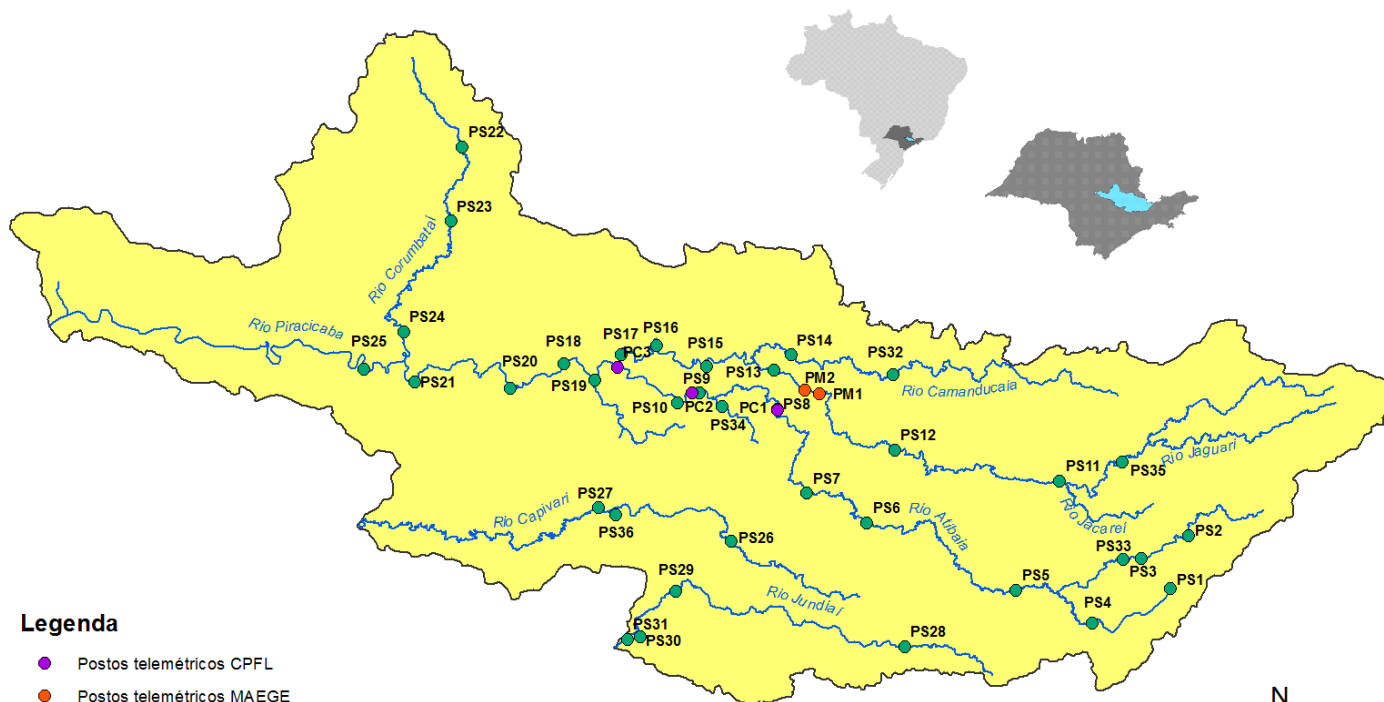 PS22
PS23
Rio Corumbataí
PS24
Rio Piracicaba
PS25
PS21
PS20
PS18
PS19
PS17
PC3
PS16
PS15
PS13
PS14
PS32
Rio Camanducaia
PM2
PM1
PS9
PS10
PC2
PS34
PC1
PS8
PS12
PS11
PS35
Rio Jaguari
Rio Jacareí
PS7
PS6
Rio Atibaia
PS27
Rio Capivari
PS36
PS26
PS2
PS33
PS3
PS1
PS5
PS4
PS29
Rio Jundiaí
PS31
PS30
PS28
Legenda
Postos telemétricos CPFL
Postos telemétricos MAEGE
N